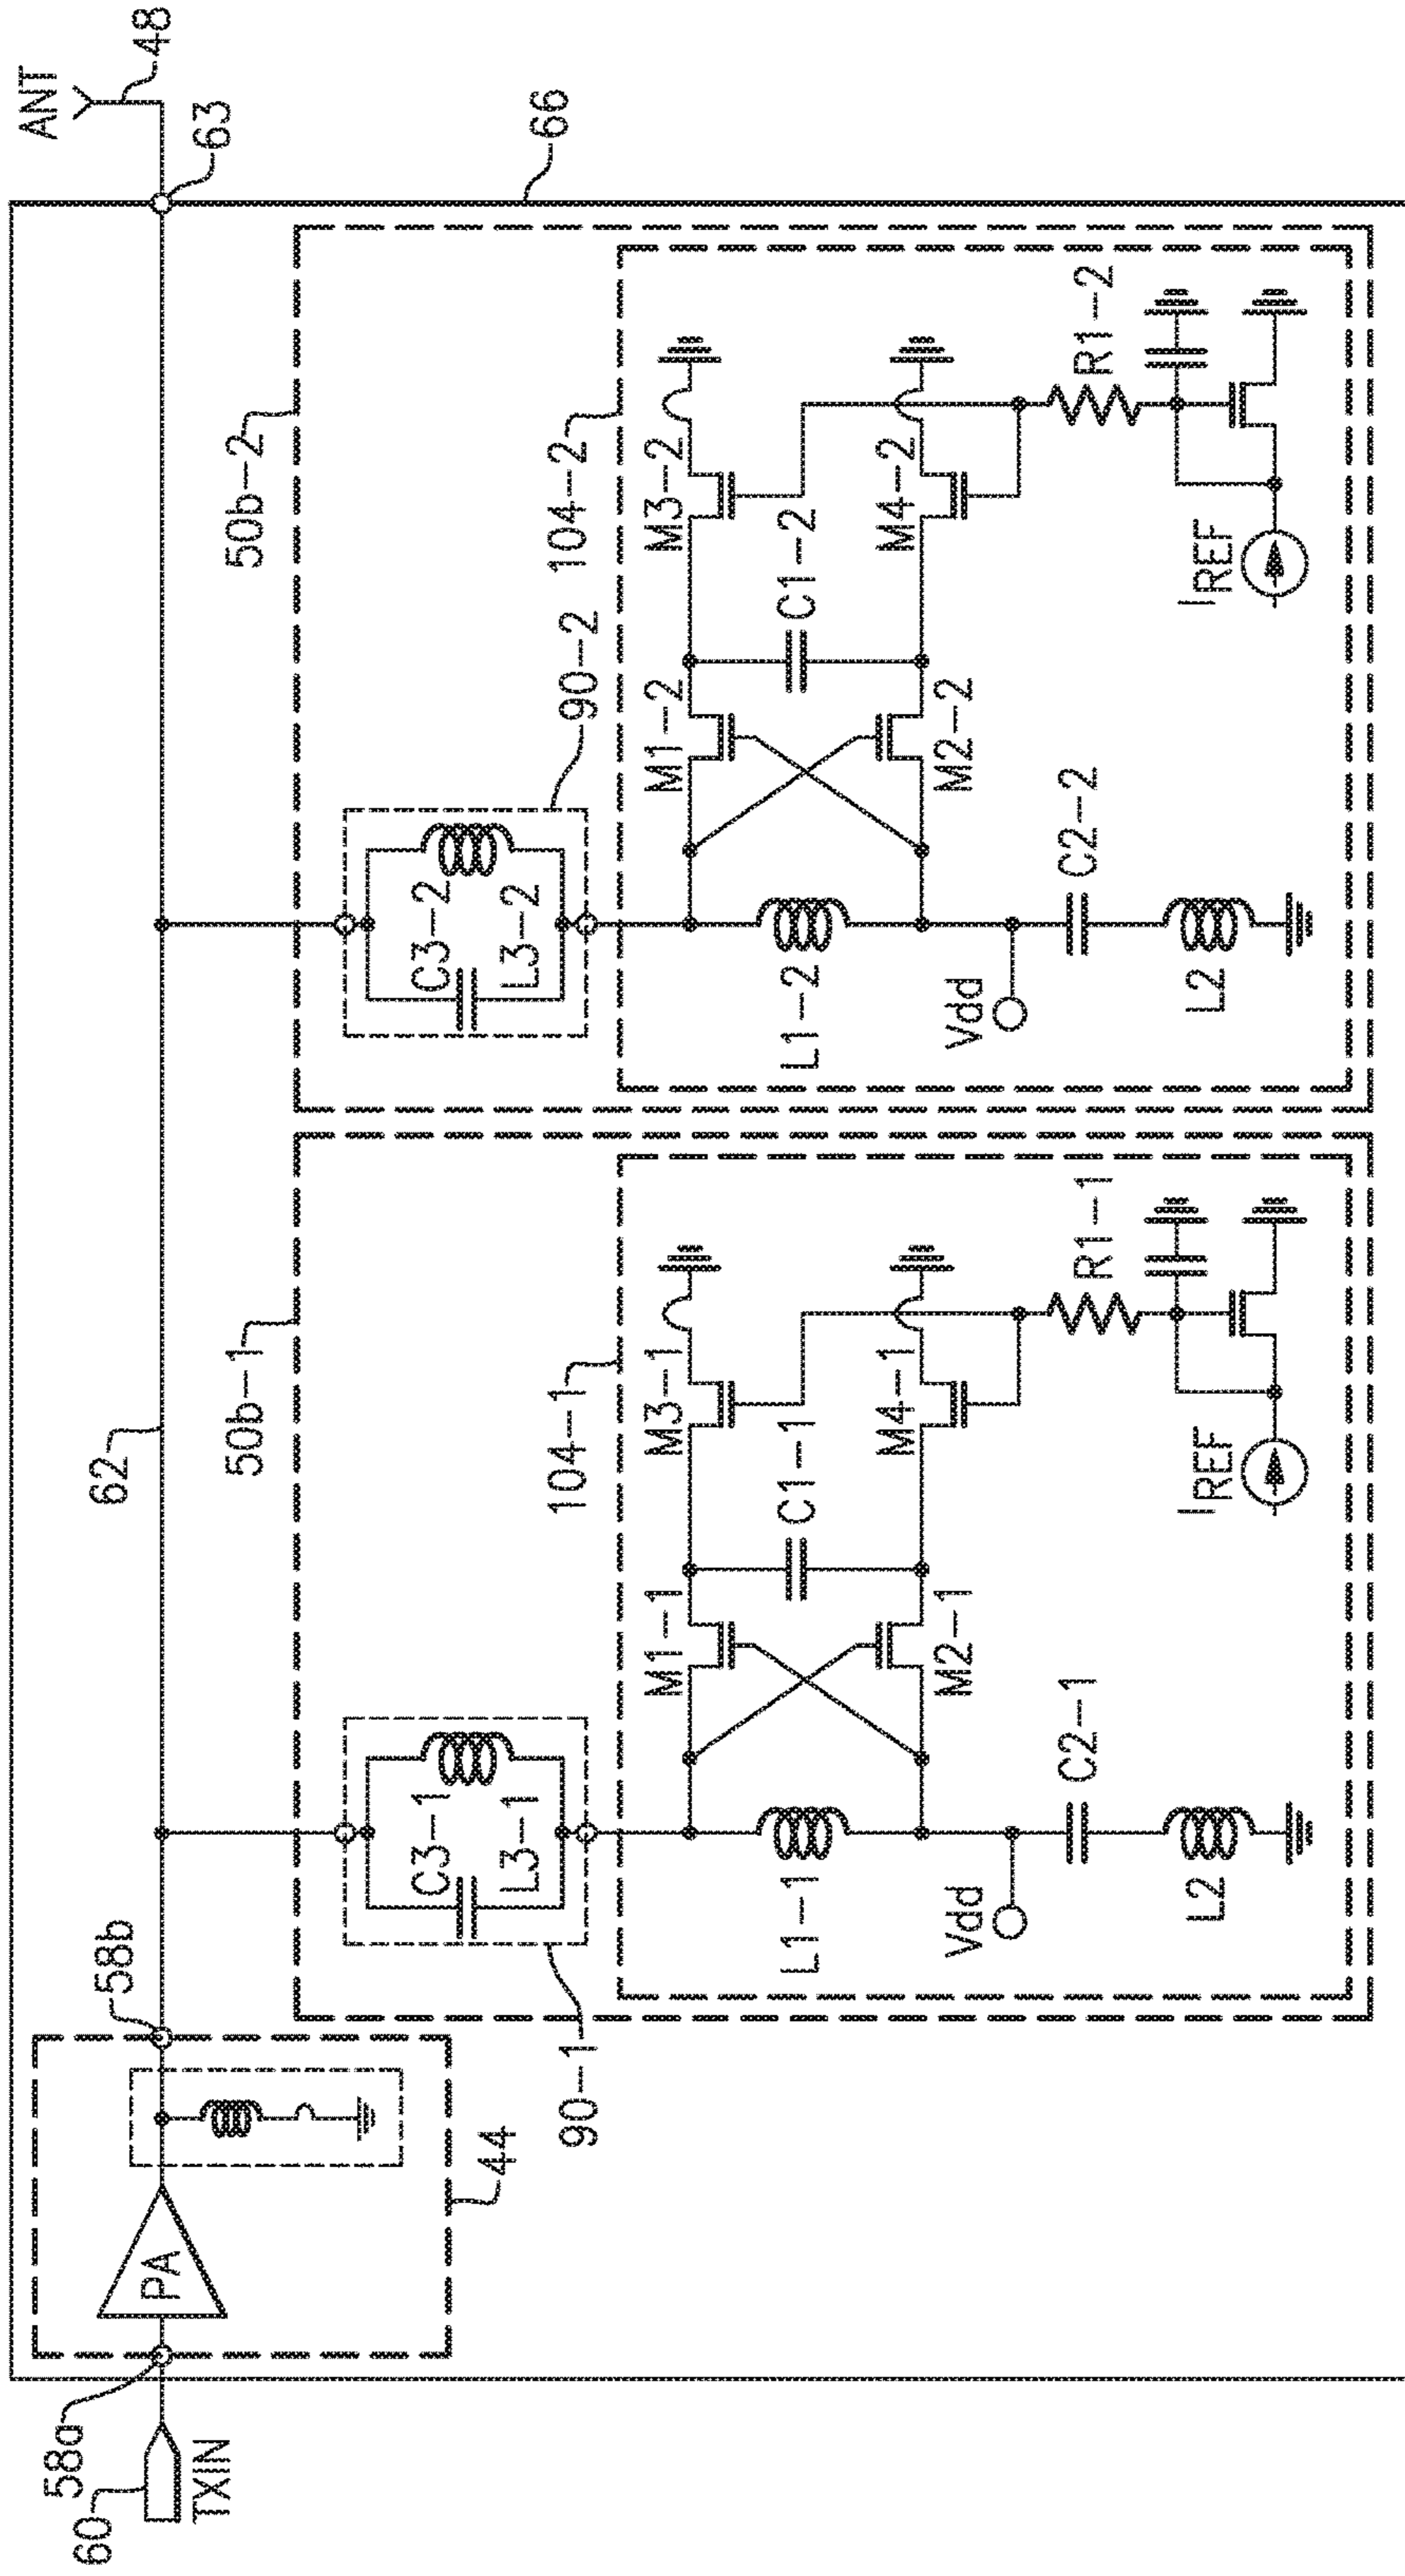 60
TXIN
58a
PA
44
58b
62
ANT
48
63
66
50b-1
90-1
C3-1
L3-1
104-1
M1-1
M3-1
L1-1
C1-1
M2-1
M4-1
Vdd
C2-1
R1-1
L2
IREF
50b-2
90-2
C3-2
L3-2
104-2
M1-2
M3-2
L1-2
C1-2
M2-2
M4-2
Vdd
C2-2
R1-2
L2
IREF